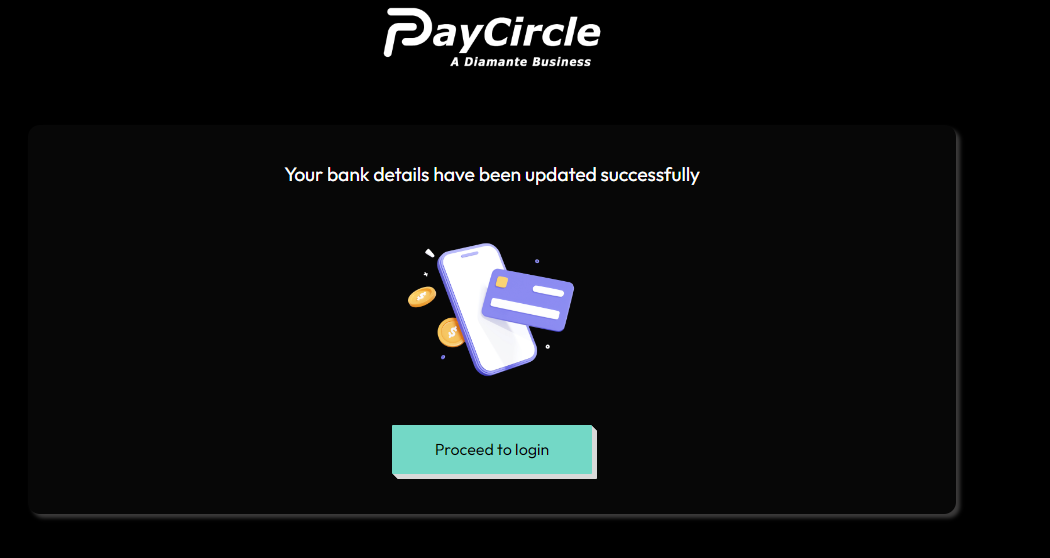 PayCircle
A Diamante Business
Your bank details have been updated successfully
Proceed to login